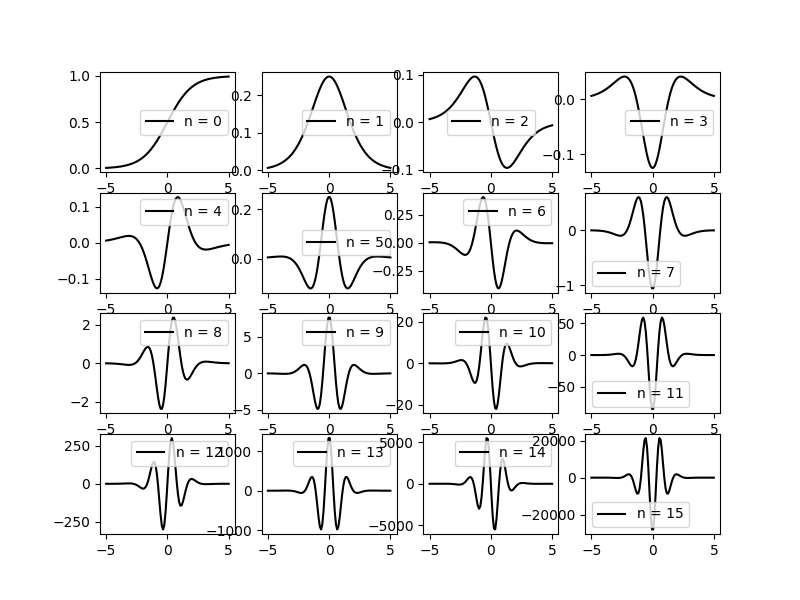 1.0
0.5
0.0
n = 0
−5 0 5
0.2
0.1
0.0
n = 1
−5 0 5
0.1
0.0
−0.1
n = 2
−5 0 5
0.0
−0.1
n = 3
−5 0 5
0.1
0.0
−0.1
n = 4
−5 0 5
0.2
0.0
n = 5
−5 0 5
0.25
0.00
−0.25
n = 6
−5 0 5
0
−1
n = 7
−5 0 5
2
0
−2
n = 8
−5 0 5
5
0
−5
n = 9
−5 0 5
20
0
−20
n = 10
−5 0 5
50
0
−50
n = 11
−5 0 5
250
0
−250
n = 12
−5 0 5
1000
0
−1000
n = 13
−5 0 5
5000
0
−5000
n = 14
−5 0 5
20000
0
−20000
n = 15
−5 0 5